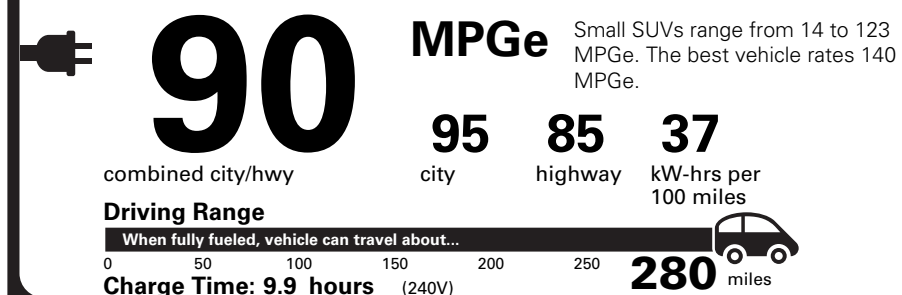 90
MPGe
Small SUVs range from 14 to 123
MPGe. The best vehicle rates 140
MPGe.
95
85
37
combined city/hwy
city
highway
kW-hrs per
100 miles
Driving Range
When fully fueled, vehicle can travel about...
0 50 100 150 200 250 280 miles
Charge Time: 9.9 hours (240V)